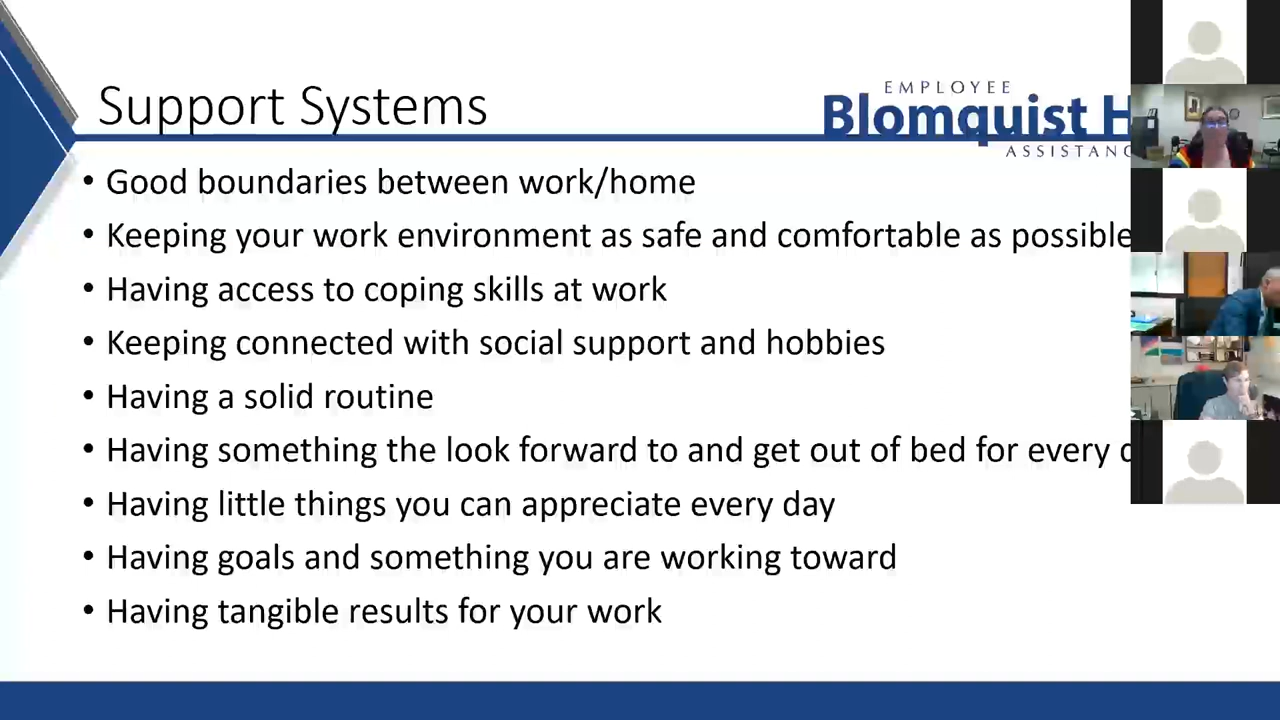 Support Systems
EMPLOYEE
Blomquist H
ASSISTANC
• Good boundaries between work/home
• Keeping your work environment as safe and comfortable as possible
• Having access to coping skills at work
• Keeping connected with social support and hobbies
• Having a solid routine
• Having something the look forward to and get out of bed for every d
• Having little things you can appreciate every day
• Having goals and something you are working toward
• Having tangible results for your work